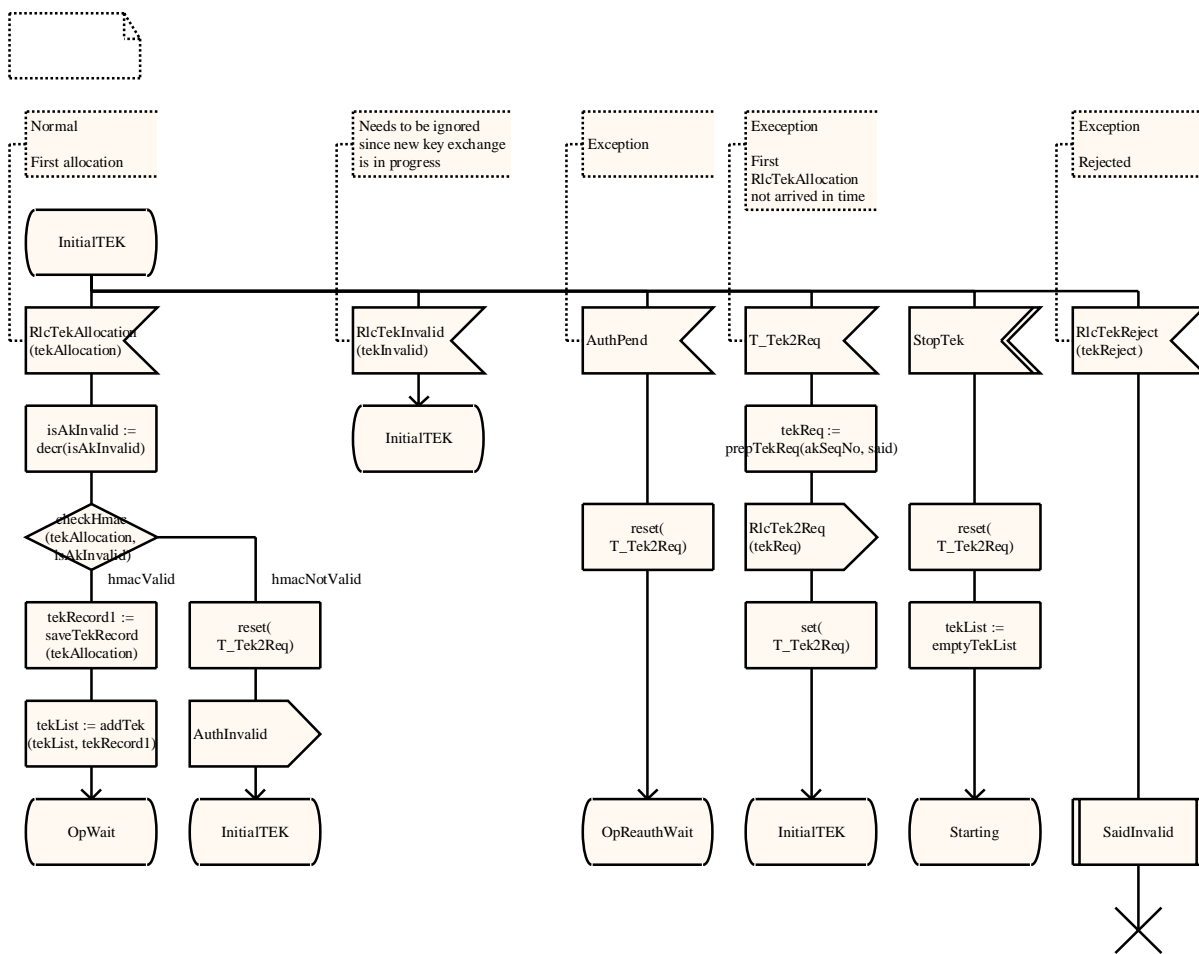 Normal
First allocation
Needs to be ignored
since new key exchange
is in progress
Exception
Exeception
First
RlcTekAllocation
not arrived in time
Exception
Rejected
InitialTEK
RlcTekAllocation
(tekAllocation)
RlcTekInvalid
(tekInvalid)
AuthPend
T_Tek2Req
StopTek
RlcTekReject
(tekReject)
isAkInvalid :=
decr(isAkInvalid)
InitialTEK
tekReq :=
prepTekReq(akSeqNo, said)
checkHmac
(tekAllocation,
isAkInvalid)
reset(
T_Tek2Req)
RlcTek2Req
(tekReq)
reset(
T_Tek2Req)
hmacValid
hmacNotValid
tekRecord1 :=
saveTekRecord
(tekAllocation)
reset(
T_Tek2Req)
set(
T_Tek2Req)
tekList :=
emptyTekList
tekList := addTek
(tekList, tekRecord1)
AuthInvalid
OpWait
InitialTEK
OpReauthWait
InitialTEK
Starting
SaidInvalid